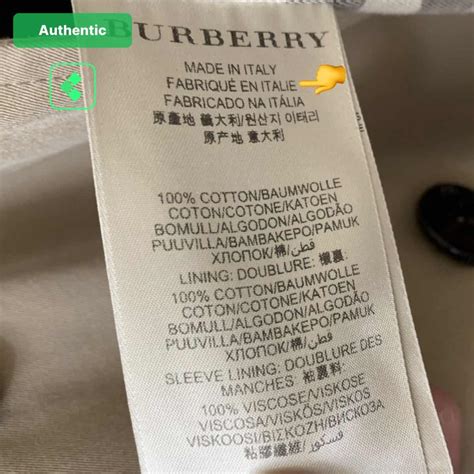 Authentic
BURBERRY
MADE IN ITALY
FABRIQUÉ EN ITALIE
FABRICADO NA ITÁLIA
原產地 義大利/원산지 이태리
原产地 意大利
100% COTTON/BAUMWOLLE
COTON/COTONE/KATOEN
BOMULL/ALGODON/ALGODÃO
PUUVILLA/BAMBAKEPO/PAMUK
ХЛОПОК/棉/قطن
LINING: DOUBLURE: 襯裏:
100% COTTON/BAUMWOLLE
COTON/COTONE/KATOEN
BOMULL/ALGODON/ALGODÃO
PUUVILLA/BAMBAKEPO/PAMUK
ХЛОПОК/棉/قطن
SLEEVE LINING: DOUBLURE DES
MANCHES: 袖裏料:
100% VISCOSE/VISKOSE
VISCOSA/VISKÓS/VISKOS
VISKOOSI/BIZKOZH/ВИСКОЗА
粘膠纖維/فسكوز